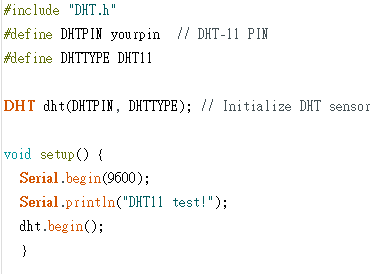 #include "DHT.h"
#define DHTPIN yourpin  // DHT-11 PIN
#define DHTTYPE DHT11
DHT dht(DHTPIN, DHTTYPE); // Initialize DHT sensor
void setup() {
  Serial.begin(9600);
  Serial.println("DHT11 test!");
  dht.begin();
  }